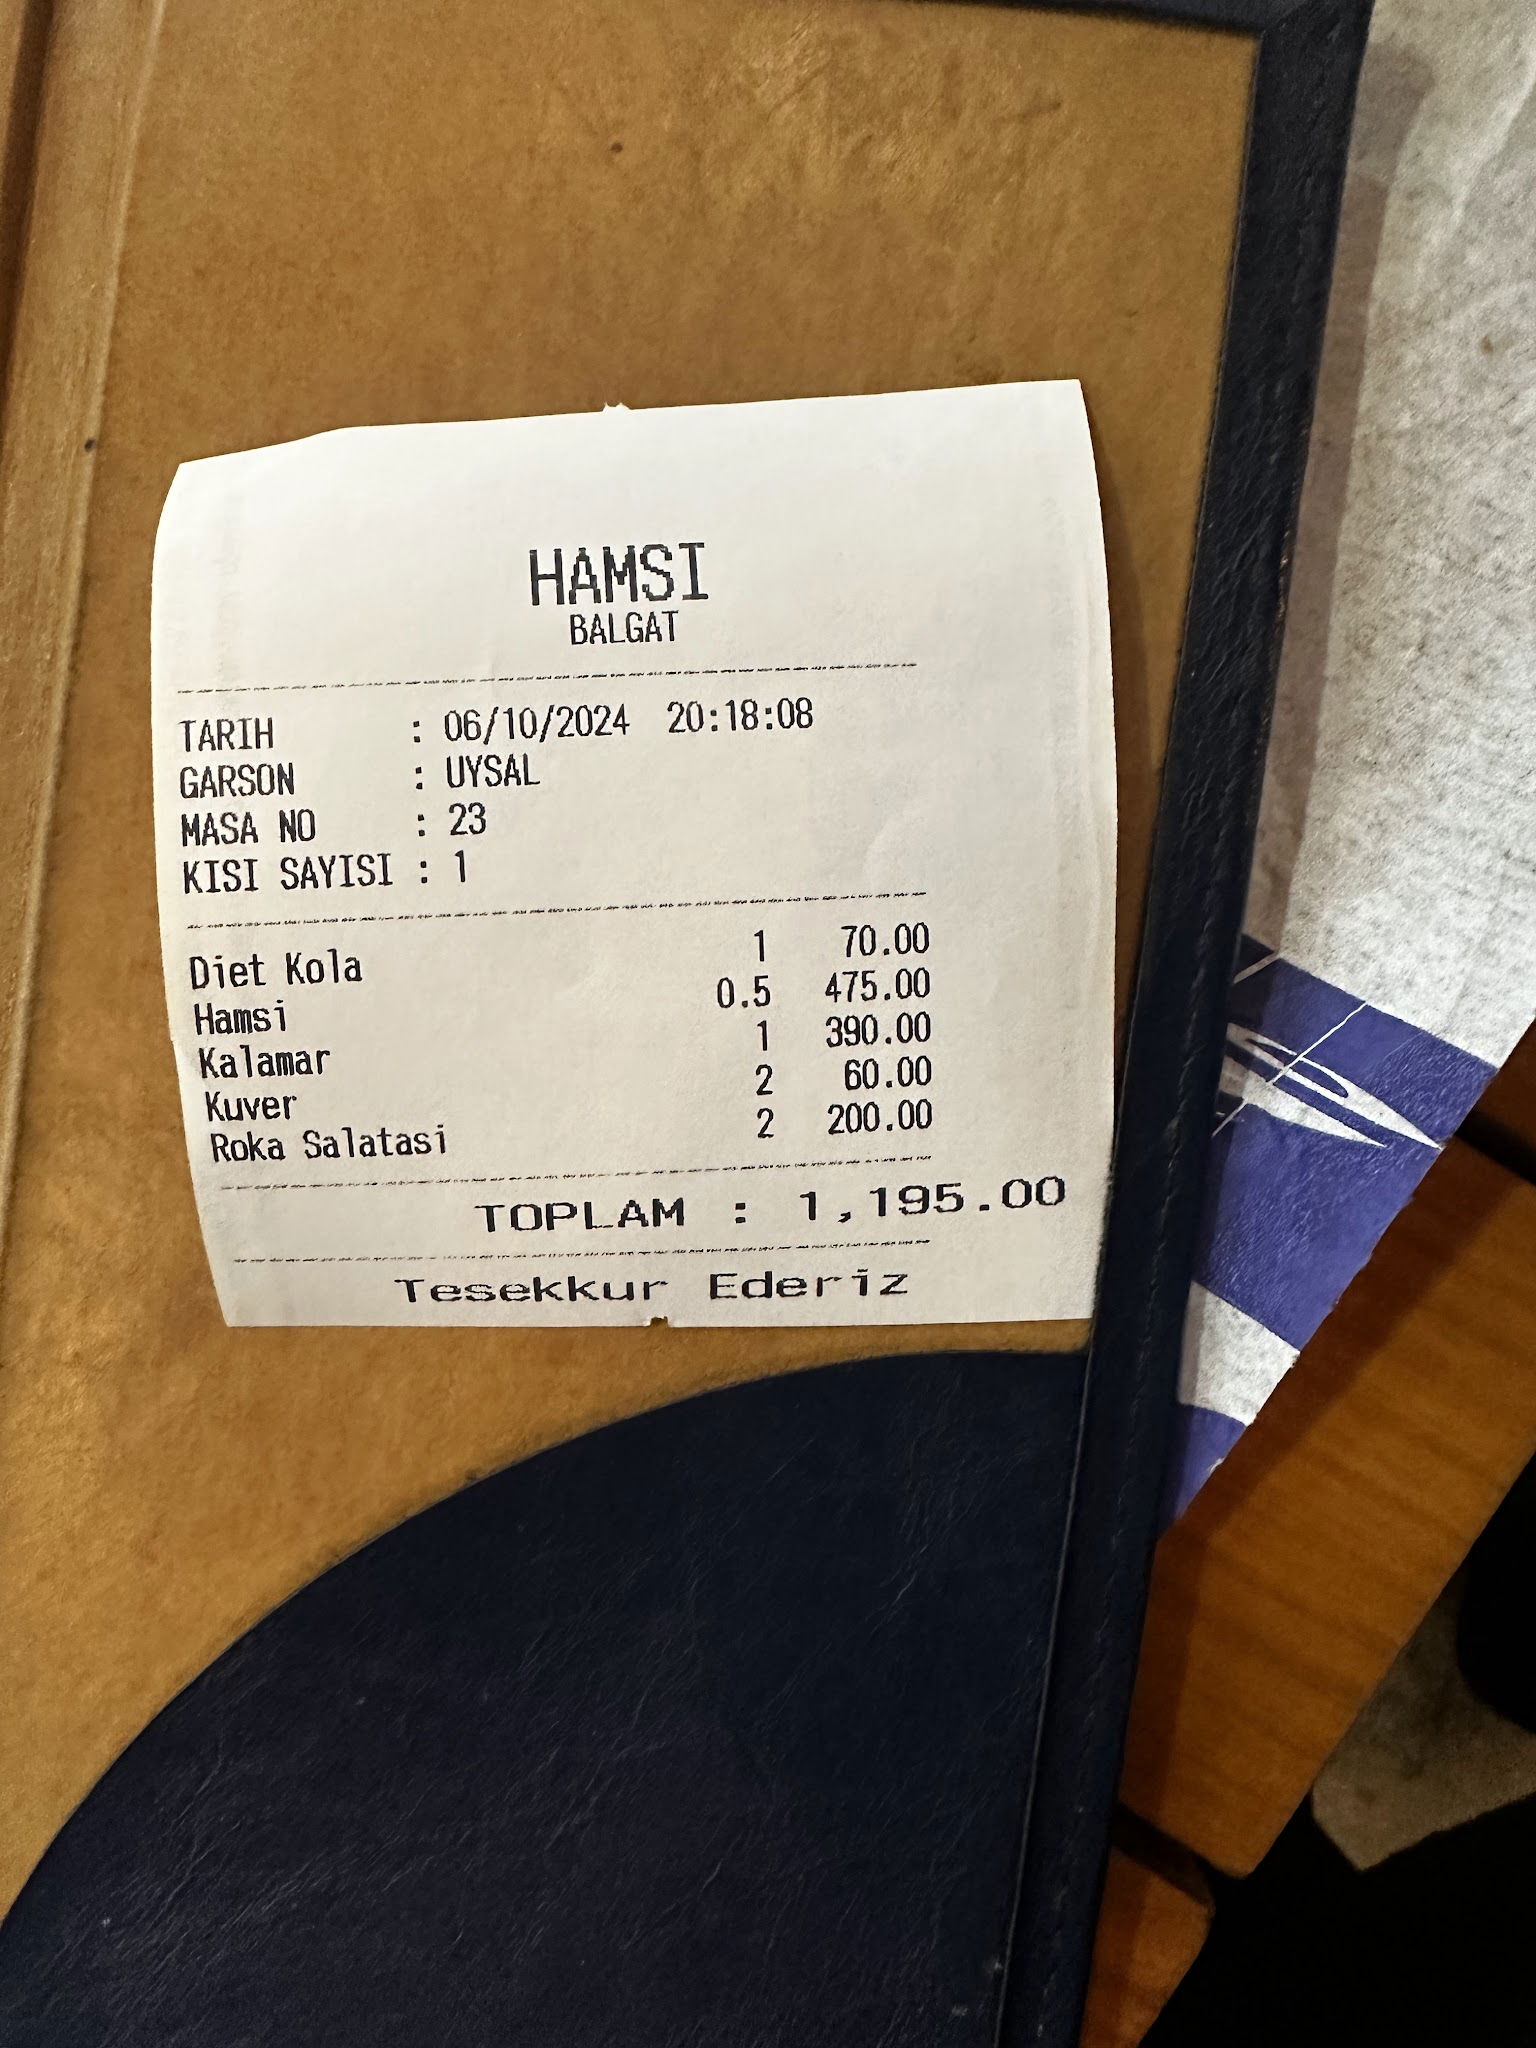 HAMSI
BALGAT
TARIH : 06/10/2024 20:18:08
GARSON : UYSAL
MASA NO : 23
KISI SAYISI : 1
Diet Kola 1 70.00
Hamsi 0.5 475.00
Kalamar 1 390.00
Kuver 2 60.00
Roka Salatasi 2 200.00
TOPLAM : 1,195.00
Tesekkur Ederiz